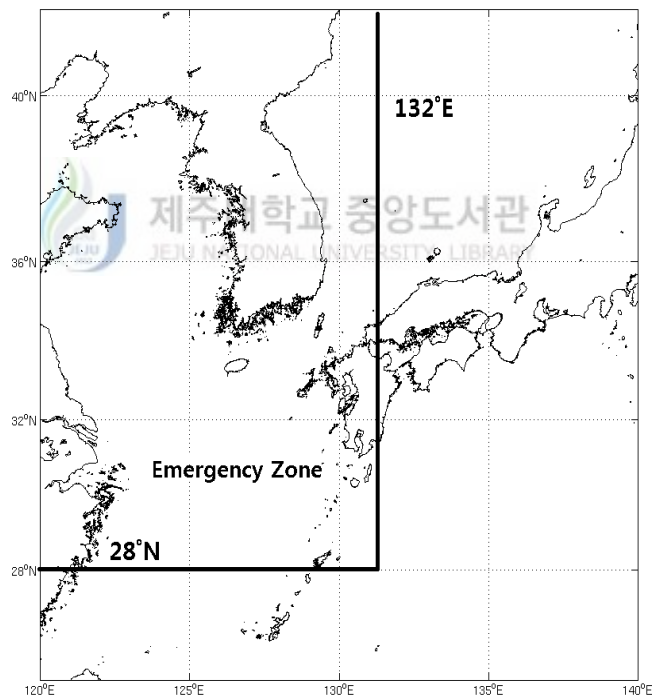 40°N
132°E
제주대학교 중앙도서관
JEJU NATIONAL UNIVERSITY LIBRARY
JEJU
36°N
32°N
Emergency Zone
28°N
28°N
120°E 125°E 130°E 135°E 140°E